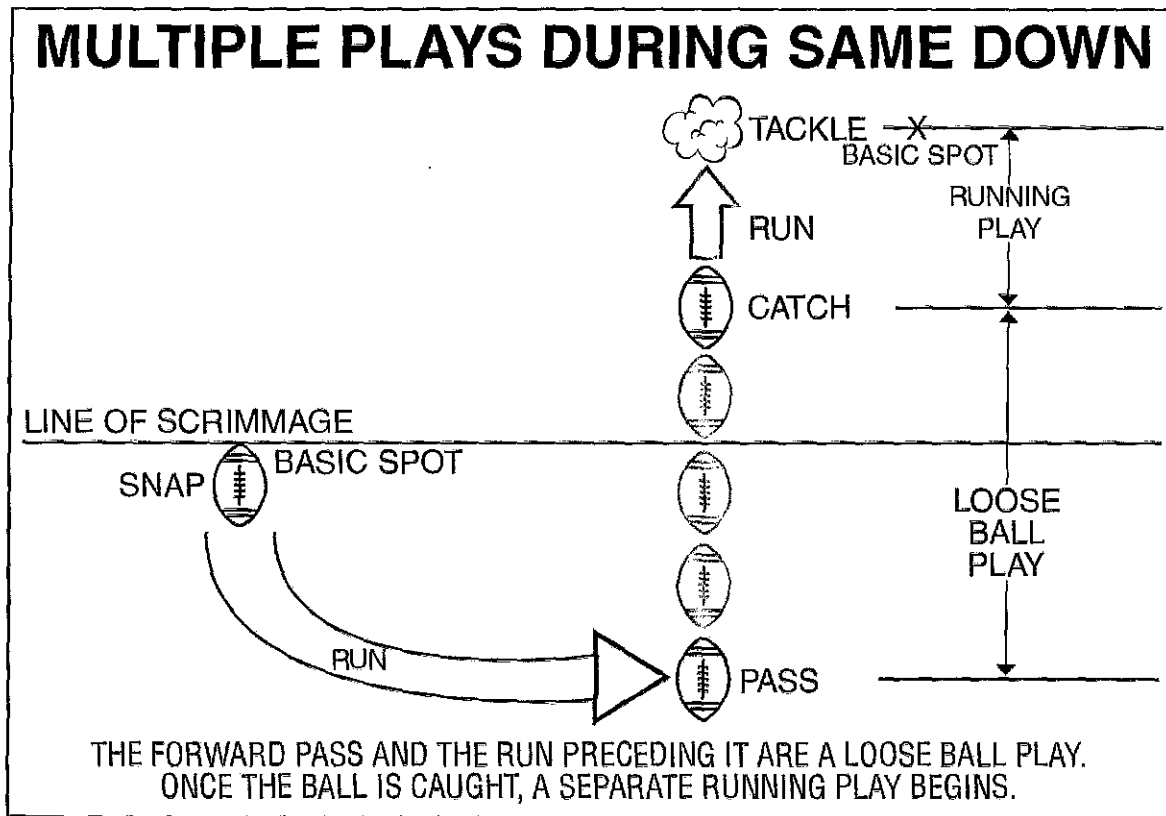 MULTIPLE PLAYS DURING SAME DOWN
TACKLE
X
BASIC SPOT
RUNNING
PLAY
RUN
CATCH
LINE OF SCRIMMAGE
BASIC SPOT
SNAP
LOOSE
BALL
PLAY
RUN
PASS
THE FORWARD PASS AND THE RUN PRECEDING IT ARE A LOOSE BALL PLAY.
ONCE THE BALL IS CAUGHT, A SEPARATE RUNNING PLAY BEGINS.